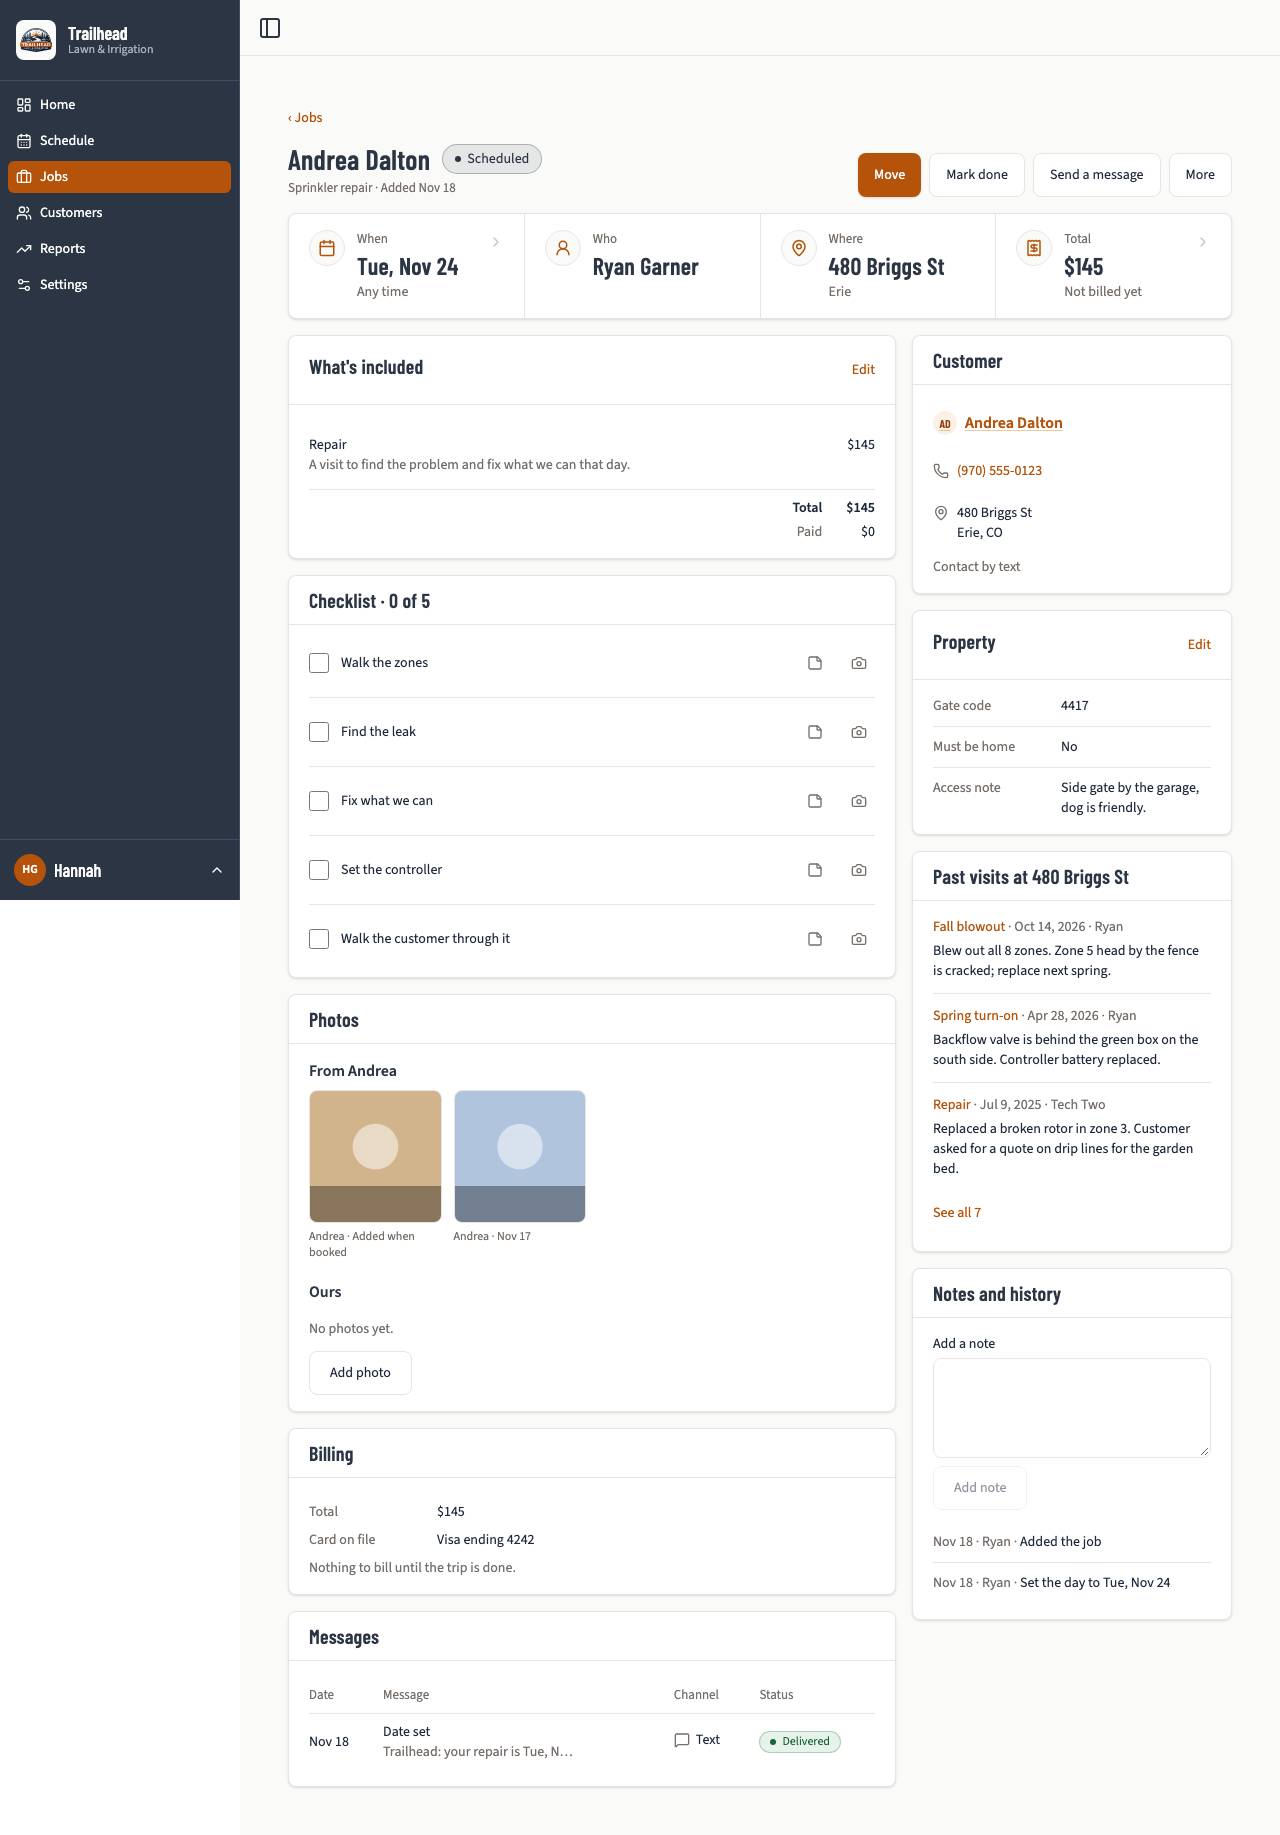 TRAILHEAD
Trailhead
Lawn & Irrigation
Home
Schedule
Jobs
Customers
Reports
Settings
HG
Hannah
‹ Jobs
Andrea Dalton
Scheduled
Sprinkler repair · Added Nov 18
Move
Mark done
Send a message
More
When
Tue, Nov 24
Any time
Who
Ryan Garner
Where
480 Briggs St
Erie
Total
$145
Not billed yet
What's included
Edit
Repair
$145
A visit to find the problem and fix what we can that day.
Total $145
Paid $0
Checklist · 0 of 5
Walk the zones
Find the leak
Fix what we can
Set the controller
Walk the customer through it
Photos
From Andrea
Andrea · Added when
booked
Andrea · Nov 17
Ours
No photos yet.
Add photo
Billing
Total $145
Card on file Visa ending 4242
Nothing to bill until the trip is done.
Messages
Date Message Channel Status
Nov 18
Date set
Trailhead: your repair is Tue, N…
Text
Delivered
Customer
AD
Andrea Dalton
(970) 555-0123
480 Briggs St
Erie, CO
Contact by text
Property
Edit
Gate code 4417
Must be home No
Access note Side gate by the garage,
dog is friendly.
Past visits at 480 Briggs St
Fall blowout · Oct 14, 2026 · Ryan
Blew out all 8 zones. Zone 5 head by the fence
is cracked; replace next spring.
Spring turn-on · Apr 28, 2026 · Ryan
Backflow valve is behind the green box on the
south side. Controller battery replaced.
Repair · Jul 9, 2025 · Tech Two
Replaced a broken rotor in zone 3. Customer
asked for a quote on drip lines for the garden
bed.
See all 7
Notes and history
Add a note
Add note
Nov 18 · Ryan · Added the job
Nov 18 · Ryan · Set the day to Tue, Nov 24